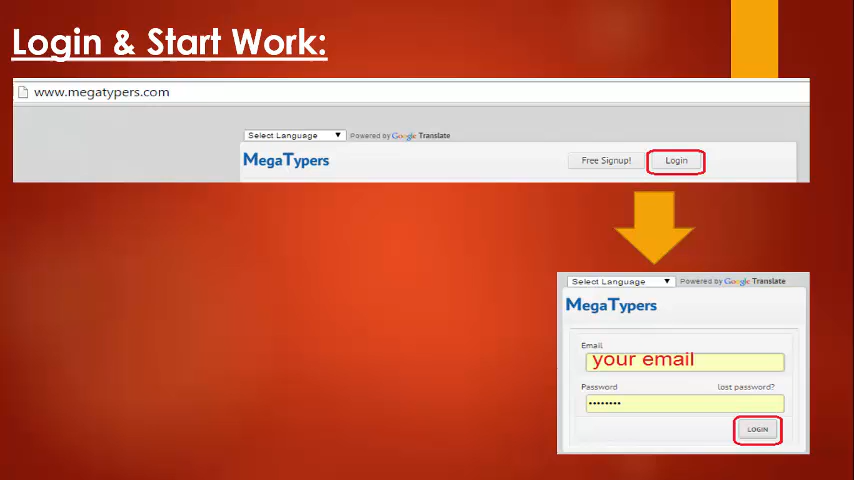 Login & Start Work:
www.megatypers.com
Select Language Powered by Google Translate
MegaTypers Free Signup! Login
Select Language Powered by Google Translate
MegaTypers
Email
your email
Password lost password?
LOGIN